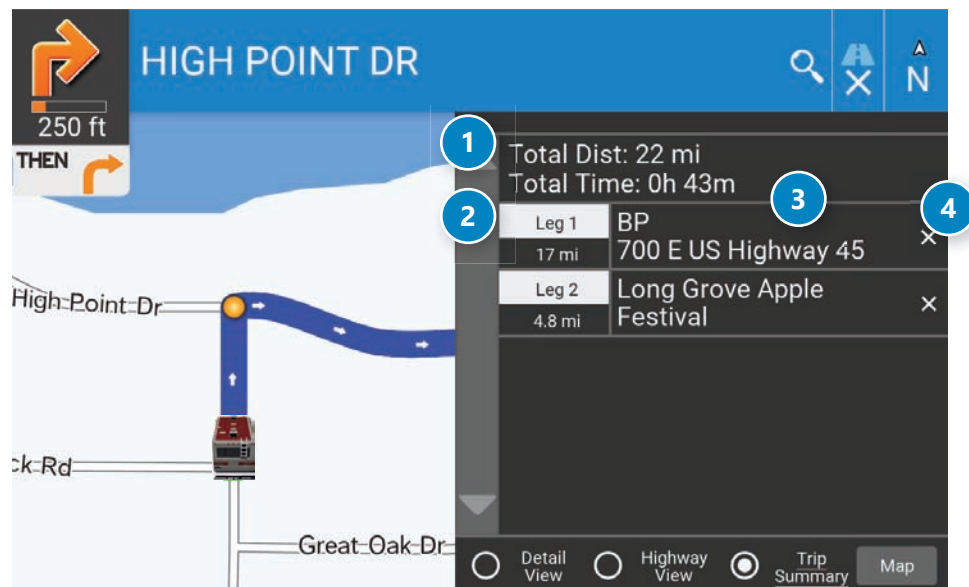 HIGH POINT DR
N
250 ft
THEN
1
Total Dist: 22 mi
Total Time: 0h 43m
2
3
4
Leg 1
17 mi
BP
700 E US Highway 45
Leg 2
4.8 mi
Long Grove Apple
Festival
High Point Dr
ck Rd
Great Oak Dr
Detail
View
Highway
View
Trip
Summary
Map